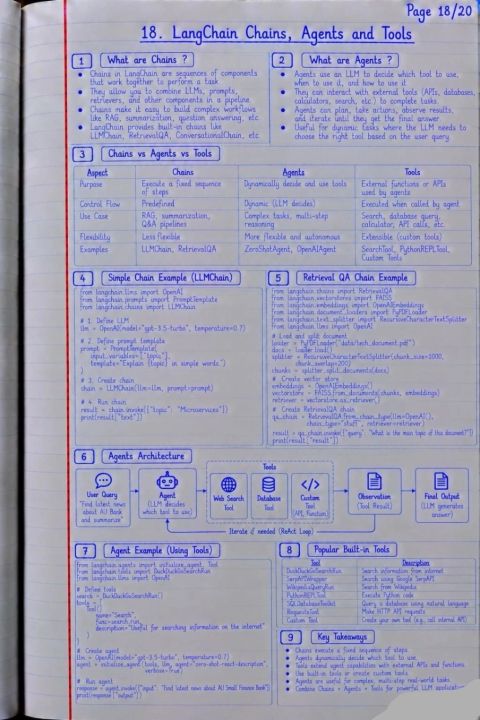 Page 18/20
18. LangChain Chains, Agents and Tools
1 What are Chains ?
• Chains in LangChain are sequences of components
that work together to perform a task
• They allow you to combine LLMs, prompts,
retrievers, and other components in a pipeline.
• Chains make it easy to build complex workflows
like RAG, summarization, question answering, etc
• LangChain provides built-in chains like
LLMChain, RetrievalQA, ConversationalChain, etc.
2 What are Agents ?
• Agents use an LLM to decide which tool to use,
when to use it, and how to use it
• They can interact with external tools (APIs, databases,
calculators, search, etc.) to complete tasks.
• Agents can plan, take actions, observe results,
and iterate until they get the final answer.
• Useful for dynamic tasks where the LLM needs to
choose the right tool based on the user query
3 Chains vs Agents vs Tools
Aspect Chains Agents Tools
Purpose Execute a fixed sequence of steps Dynamically decide and use tools External functions or APIs used by agents
Control Flow Predefined Dynamic (LLM decides) Executed when called by agent
Use Case RAG, summarization, Q&A pipelines Complex tasks, multi-step reasoning Search, database query, calculator, API calls, etc.
Flexibility Less flexible More flexible and autonomous Extensible (custom tools)
Examples LLMChain, RetrievalQA ZeroShotAgent, OpenAIAgent SearchTool, PythonREPLTool, Custom Tools
4 Simple Chain Example (LLMChain)
from langchain.llms import OpenAI
from langchain.prompts import PromptTemplate
from langchain.chains import LLMChain
# 1. Define LLM
llm = OpenAI(model="gpt-3.5-turbo", temperature=0.7)
# 2. Define prompt template
prompt = PromptTemplate(
input_variables=["topic"],
template="Explain {topic} in simple words."
)
# 3. Create chain
chain = LLMChain(llm=llm, prompt=prompt)
# 4. Run chain
result = chain.invoke({"topic": "Microservices"})
print(result["text"])
5 Retrieval QA Chain Example
from langchain.chains import RetrievalQA
from langchain.vectorstores import FAISS
from langchain.embeddings import OpenAIEmbeddings
from langchain.document_loaders import PyPDFLoader
from langchain.text_splitter import RecursiveCharacterTextSplitter
from langchain.llms import OpenAI
# Load and split document
loader = PyPDFLoader("data/tech_document.pdf")
docs = loader.load()
splitter = RecursiveCharacterTextSplitter(chunk_size=1000,
chunk_overlap=200)
chunks = splitter.split_documents(docs)
# Create vector store
embeddings = OpenAIEmbeddings()
vectorstore = FAISS.from_documents(chunks, embeddings)
retriever = vectorstore.as_retriever()
# Create RetrievalQA chain
qa_chain = RetrievalQA.from_chain_type(llm=OpenAI(),
chain_type="stuff", retriever=retriever)
result = qa_chain.invoke({"query": "What is the main topic of this document?"})
print(result["result"])
6 Agents Architecture
Tools
User Query
"Find latest news
about AU Bank
and summarize"
Agent
(LLM decides
which tool to use)
Web Search
Tool
Database
Tool
Custom
Tool
(API, Function)
Observation
(Tool Result)
Final Output
(LLM generates
answer)
Iterate if needed (ReAct Loop)
7 Agent Example (Using Tools)
from langchain.agents import initialize_agent, Tool
from langchain.tools import DuckDuckGoSearchRun
from langchain.llms import OpenAI
# Define tools
search = DuckDuckGoSearchRun()
tools = [
Tool(
name="Search",
func=search.run,
description="Useful for searching information on the internet"
)
]
# Create agent
llm = OpenAI(model="gpt-3.5-turbo", temperature=0)
agent = initialize_agent(tools, llm, agent="zero-shot-react-description",
verbose=True)
# Run agent
response = agent.invoke({"input": "Find latest news about AU Small Finance Bank"})
print(response["output"])
8 Popular Built-in Tools
Tool Description
DuckDuckGoSearchRun Search information from internet
SerpAPIWrapper Search using Google SerpAPI
WikipediaQueryRun Search from Wikipedia
PythonREPLTool Execute Python code
SQLDatabaseToolkit Query a database using natural language
RequestsTool Make HTTP API requests
Custom Tool Create your own tool (e.g., call internal API)
9 Key Takeaways
• Chains execute a fixed sequence of steps.
• Agents dynamically decide which tool to use.
• Tools extend agent capabilities with external APIs and functions.
• Use built-in tools or create custom tools.
• Agents are useful for complex, multi-step real-world tasks.
• Combine Chains + Agents + Tools for powerful LLM